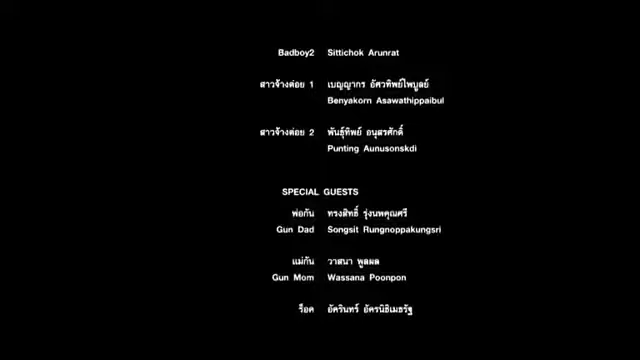 Badboy2 Sittichok Arunrat
สาวจ้างต่อย 1 เบญญากร อัศวทิพย์ไพบูลย์
Benyakorn Asawathippaibul
สาวจ้างต่อย 2 พันธุ์ทิพย์ อนุสรศักดิ์
Punting Aunusonskdi
SPECIAL GUESTS
พ่อกัน ทรงสิทธิ์ รุ่งนพคุณศรี
Gun Dad Songsit Rungnoppakungsri
แม่กัน วาสนา พูลผล
Gun Mom Wassana Poonpon
ร็อค อัครินทร์ อัครนิธิเมธรัฐ